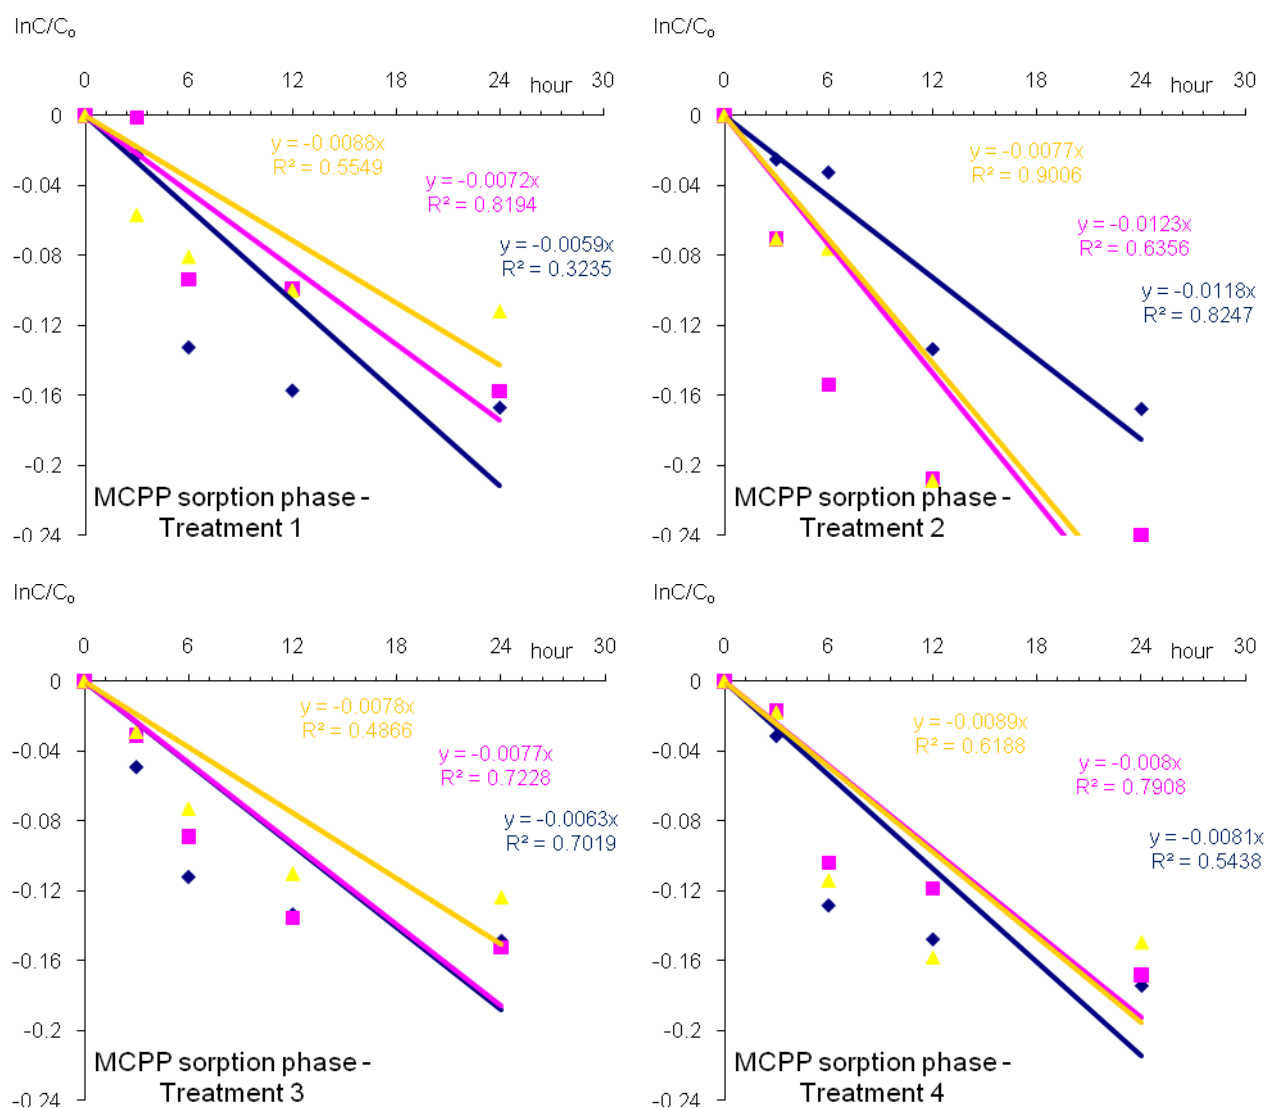 lnC/Cₒ
0 6 12 18 24 hour 30
0
-0.04
-0.08
-0.12
-0.16
-0.2
-0.24
y = -0.0088x
R² = 0.5549
y = -0.0072x
R² = 0.8194
y = -0.0059x
R² = 0.3235
MCPP sorption phase -
Treatment 1
lnC/Cₒ
0 6 12 18 24 hour 30
0
-0.04
-0.08
-0.12
-0.16
-0.2
-0.24
y = -0.0077x
R² = 0.9006
y = -0.0123x
R² = 0.6356
y = -0.0118x
R² = 0.8247
MCPP sorption phase-
Treatment 2
lnC/Cₒ
0 6 12 18 24 hour 30
0
-0.04
-0.08
-0.12
-0.16
-0.2
-0.24
y = -0.0078x
R² = 0.4866
y = -0.0077x
R² = 0.7228
y = -0.0063x
R² = 0.7019
MCPP sorption phase -
Treatment 3
lnC/Cₒ
0 6 12 18 24 hour 30
0
-0.04
-0.08
-0.12
-0.16
-0.2
-0.24
y = -0.0089x
R² = 0.6188
y = -0.008x
R² = 0.7908
y = -0.0081x
R² = 0.5438
MCPP sorption phase -
Treatment 4